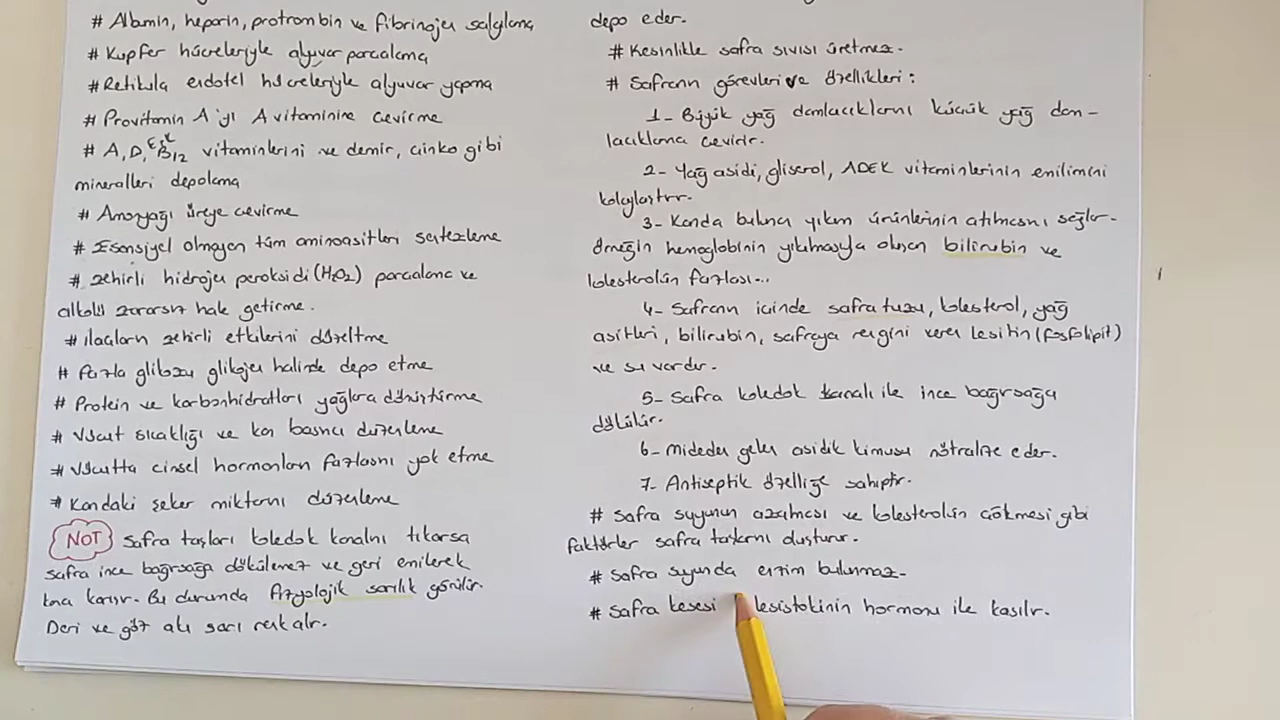 # Albümin, heparin, protrombin ve fibrinojen salgılama
# Kupfer hücreleriyle alyuvar parçalama
# Retikula endotel hücreleriyle alyuvar yapma
# Provitamin A'yı A vitaminine çevirme
# A, D, E, K, B12 vitaminlerini ve demir, çinko gibi
mineralleri depolama
# Amonyağı üreye çevirme
# Esansiyel olmayan tüm aminoasitleri sentezleme
# Zehirli hidrojen peroksidi (H2O2) parçalama ve
alkolü zararsız hale getirme.
# İlaçların zehirli etkilerini düzeltme
# Fazla glikozu glikojen halinde depo etme
# Protein ve karbonhidratları yağlara dönüştürme
# Vücut sıcaklığı ve kan basıncı düzenleme
# Vücutta cinsel hormonların fazlasını yok etme
# Kandaki şeker miktarını düzenleme
NOT Safra taşları koledok kanalını tıkarsa
safra ince bağırsağa dökülemez ve geri emilerek
kana karışır. Bu durumda Fizyolojik sarılık görülür.
Deri ve göz akı sarı renk alır.
depo eder.
# Kesinlikle safra sıvısı üretmez.
# Safranın görevleri ve özellikleri:
1- Büyük yağ damlacıklarını küçük yağ dam-
lacıklarına çevirir.
2- Yağ asidi, gliserol, ADEK vitaminlerinin emilimini
kolaylaştırır.
3- Kanda bulunan yıkım ürünlerinin atılmasını sağlar.
Örneğin hemoglobinin yıkılmasıyla oluşan bilirubin ve
kolesterolün fazlası...
4- Safranın içinde safra tuzu, kolesterol, yağ
asitleri, bilirubin, safraya rengini veren lesitin (fosfolipit)
ve su vardır.
5- Safra koledok kanalı ile ince bağırsağa
dökülür.
6- Mideden gelen asidik kimusu nötralize eder.
7- Antiseptik özelliğe sahiptir.
# Safra suyunun azalması ve kolesterolün çökmesi gibi
faktörler safra taşlarını oluşturur.
# Safra suyunda enzim bulunmaz.
# Safra kesesi lesistokinin hormonu ile kasılır.